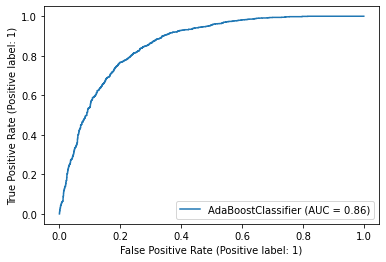 1.0
0.8
0.6
0.4
0.2
0.0
True Positive Rate (Positive label: 1)
AdaBoostClassifier (AUC = 0.86)
0.0 0.2 0.4 0.6 0.8 1.0
False Positive Rate (Positive label: 1)